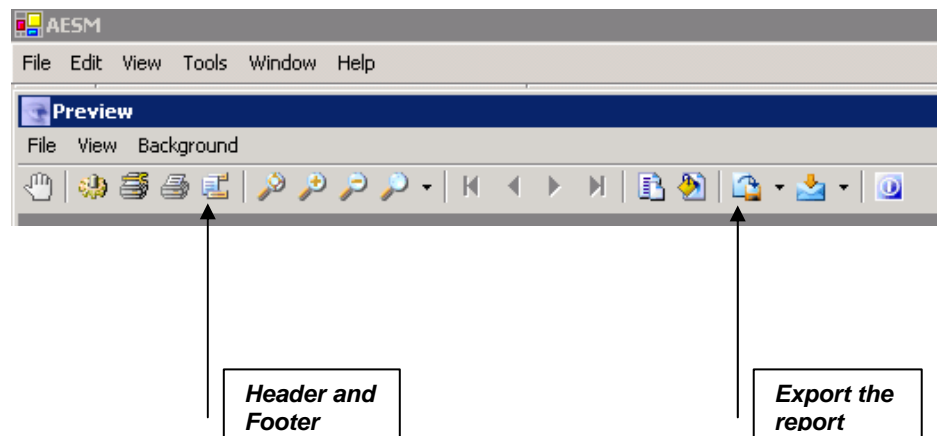 AESM
File Edit View Tools Window Help
Preview
File View Background
Header and
Footer
Export the
report